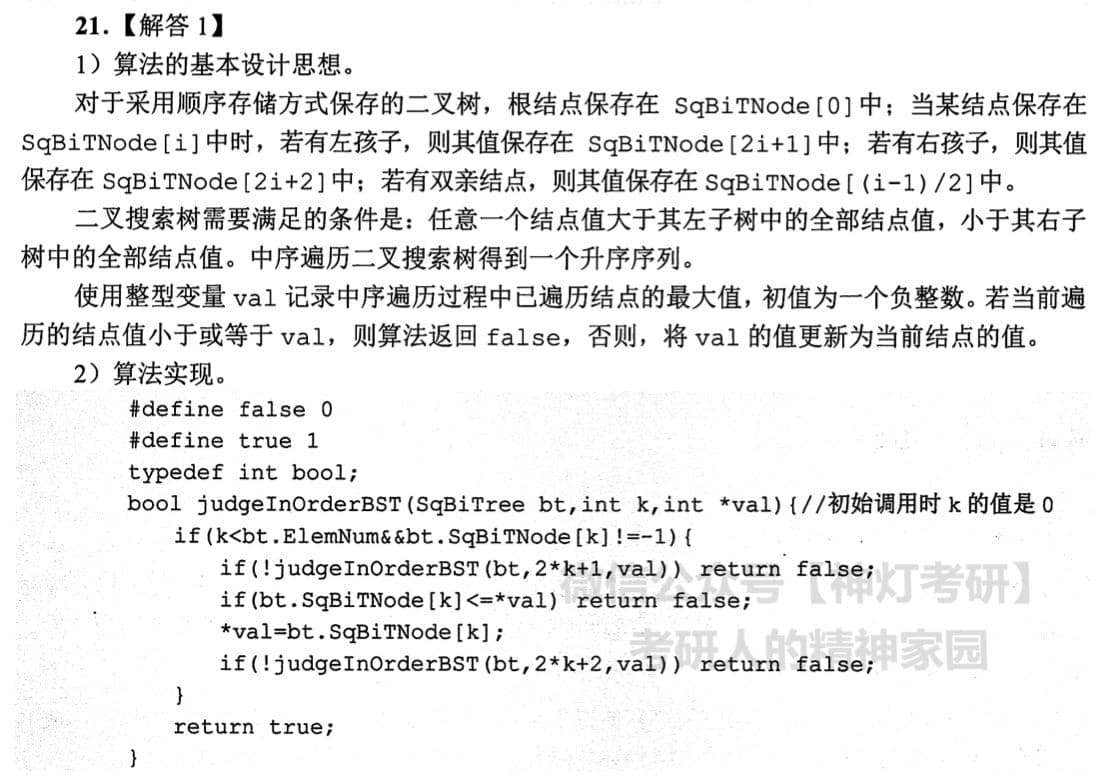 21.【解答 1】
1）算法的基本设计思想。
对于采用顺序存储方式保存的二叉树，根结点保存在 SqBiTNode[0]中；当某结点保存在
SqBiTNode[i]中时，若有左孩子，则其值保存在 SqBiTNode[2i+1]中；若有右孩子，则其值
保存在 SqBiTNode[2i+2]中；若有双亲结点，则其值保存在 SqBiTNode[(i-1)/2]中。
二叉搜索树需要满足的条件是：任意一个结点值大于其左子树中的全部结点值，小于其右子
树中的全部结点值。中序遍历二叉搜索树得到一个升序序列。
使用整型变量 val 记录中序遍历过程中已遍历结点的最大值，初值为一个负整数。若当前遍
历的结点值小于或等于 val，则算法返回 false，否则，将 val 的值更新为当前结点的值。
2）算法实现。
#define false 0
#define true 1
typedef int bool;
bool judgeInOrderBST(SqBiTree bt,int k,int *val){//初始调用时 k 的值是 0
if(k<bt.ElemNum&&bt.SqBiTNode[k]!=-1){
if(!judgeInOrderBST(bt,2*k+1,val)) return false;
if(bt.SqBiTNode[k]<=*val) return false;
*val=bt.SqBiTNode[k];
if(!judgeInOrderBST(bt,2*k+2,val)) return false;
}
return true;
}
微信公众号【神灯考研】
考研人的精神家园